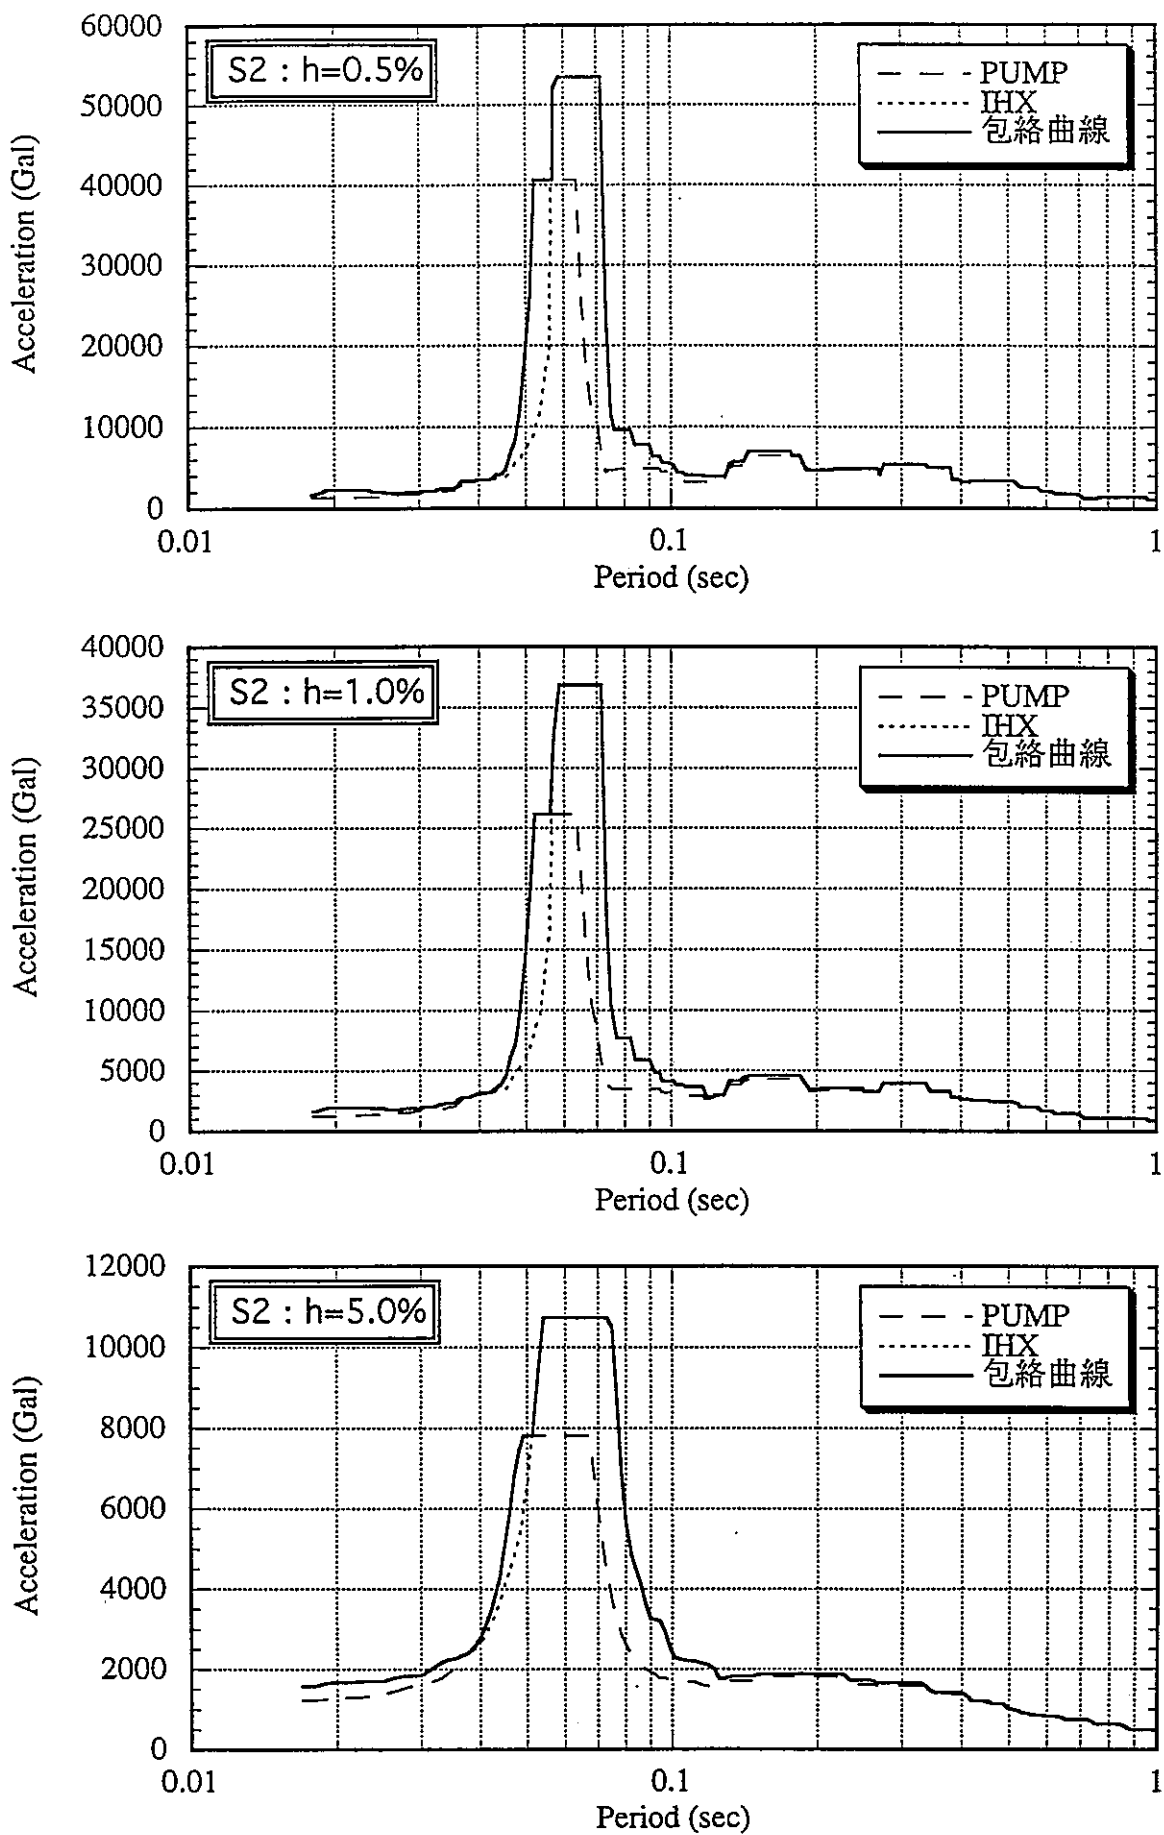 60000
50000
40000
30000
20000
10000
0
Acceleration (Gal)
S2 : h=0.5%
PUMP
IHX
包絡曲線
0.01
0.1
1
Period (sec)
40000
35000
30000
25000
20000
15000
10000
5000
0
Acceleration (Gal)
S2 : h=1.0%
PUMP
IHX
包絡曲線
0.01
0.1
1
Period (sec)
12000
10000
8000
6000
4000
2000
0
Acceleration (Gal)
S2 : h=5.0%
PUMP
IHX
包絡曲線
0.01
0.1
1
Period (sec)